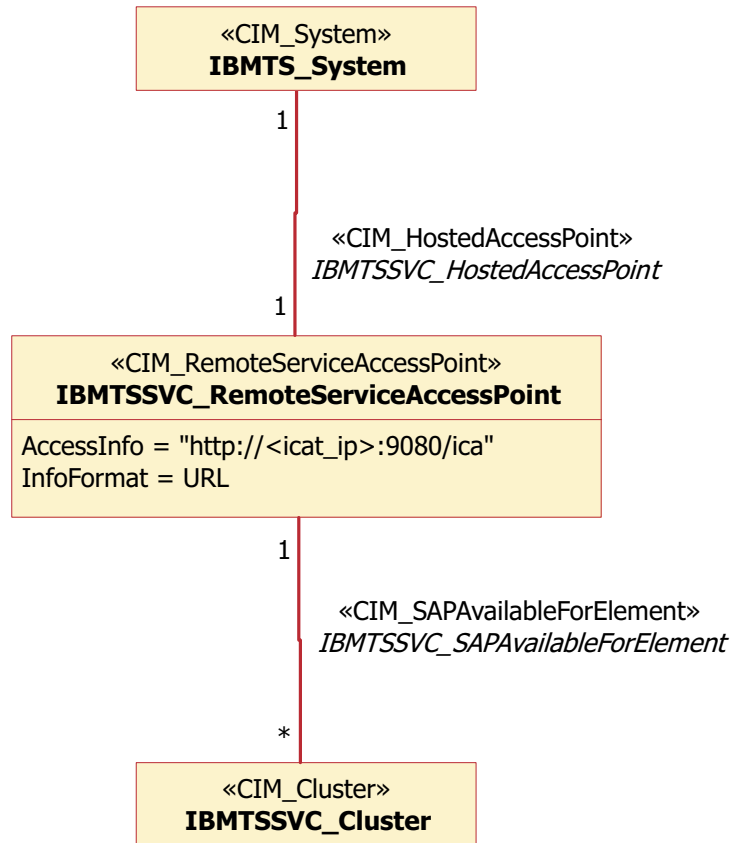 «CIM_System»
IBMTS_System
1
«CIM_HostedAccessPoint»
IBMTSSVC_HostedAccessPoint
1
«CIM_RemoteServiceAccessPoint»
IBMTSSVC_RemoteServiceAccessPoint
AccessInfo = "http://<icat_ip>:9080/ica"
InfoFormat = URL
1
«CIM_SAPAvailableForElement»
IBMTSSVC_SAPAvailableForElement
*
«CIM_Cluster»
IBMTSSVC_Cluster